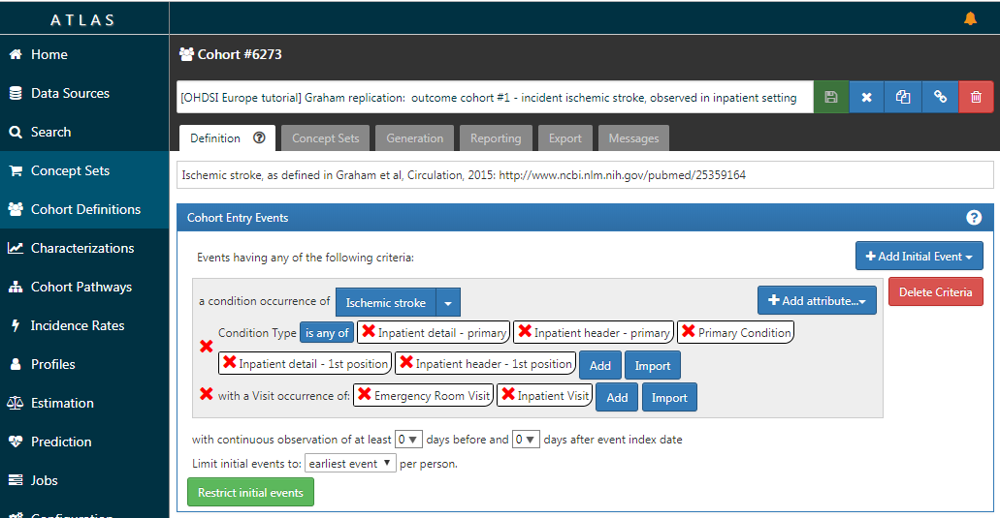 ATLAS
Home
Data Sources
Search
Concept Sets
Cohort Definitions
Characterizations
Cohort Pathways
Incidence Rates
Profiles
Estimation
Prediction
Jobs
Configuration
Cohort #6273
[OHDSI Europe tutorial] Graham replication: outcome cohort #1 - incident ischemic stroke, observed in inpatient setting
Definition ? Concept Sets Generation Reporting Export Messages
Ischemic stroke, as defined in Graham et al, Circulation, 2015: http://www.ncbi.nlm.nih.gov/pubmed/25359164
Cohort Entry Events ?
Events having any of the following criteria: + Add Initial Event
a condition occurrence of Ischemic stroke + Add attribute... Delete Criteria
Condition Type is any of Inpatient detail - primary Inpatient header - primary Primary Condition
Inpatient detail - 1st position Inpatient header - 1st position Add Import
with a Visit occurrence of: Emergency Room Visit Inpatient Visit Add Import
with continuous observation of at least 0 days before and 0 days after event index date
Limit initial events to: earliest event per person.
Restrict initial events